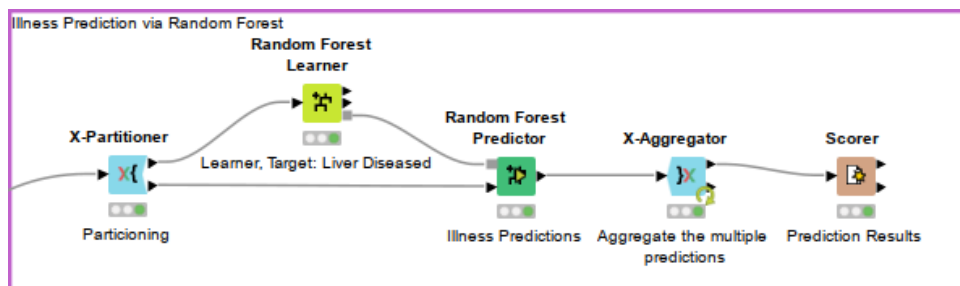 Illness Prediction via Random Forest
Random Forest
Learner
X-Partitioner
Learner, Target: Liver Diseased
Particioning
Random Forest
Predictor
Illness Predictions
X-Aggregator
Aggregate the multiple
predictions
Scorer
Prediction Results